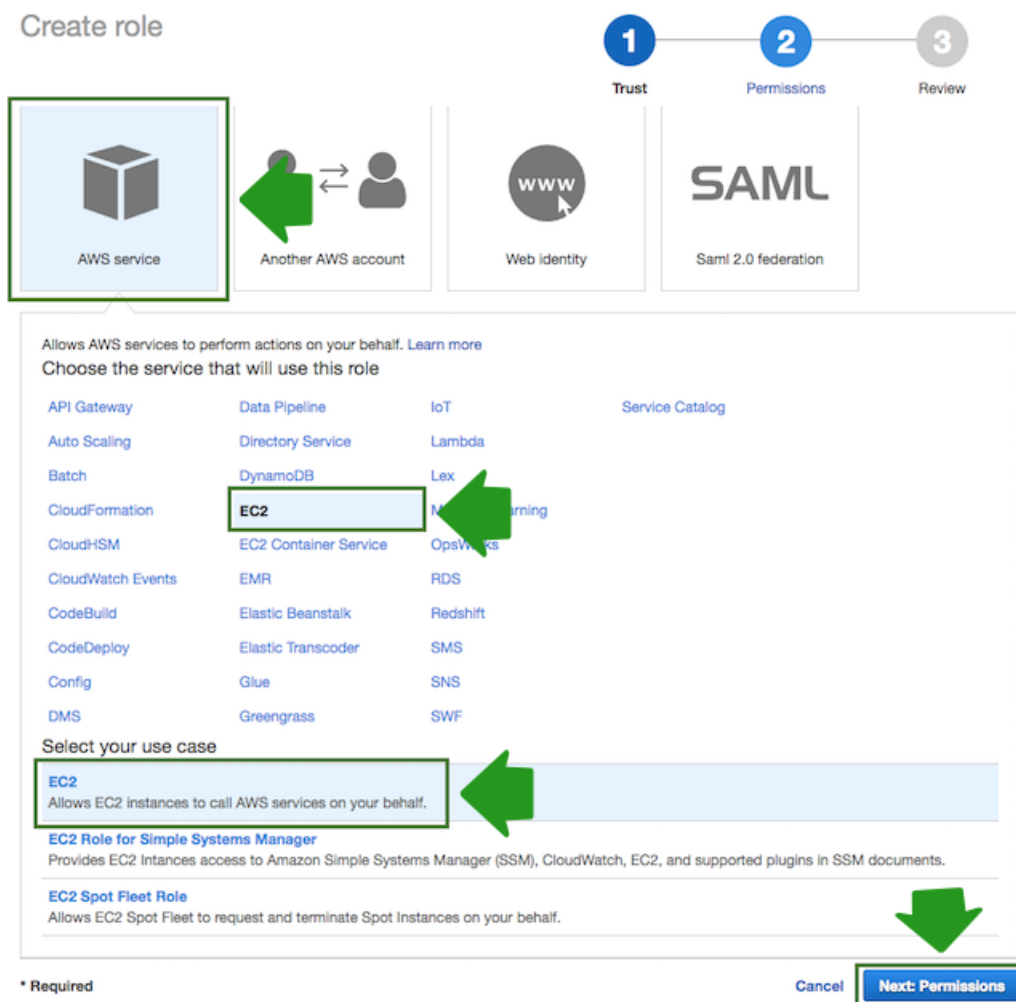 Create role
1 2 3
Trust Permissions Review
www SAML
AWS service Another AWS account Web identity Saml 2.0 federation
Allows AWS services to perform actions on your behalf. Learn more
Choose the service that will use this role
API Gateway Data Pipeline IoT Service Catalog
Auto Scaling Directory Service Lambda
Batch DynamoDB Lex
CloudFormation EC2
CloudHSM EC2 Container Service
CloudWatch Events EMR RDS
CodeBuild Elastic Beanstalk Redshift
CodeDeploy Elastic Transcoder SMS
Config Glue SNS
DMS Greengrass SWF
Select your use case
EC2
Allows EC2 instances to call AWS services on your behalf.
EC2 Role for Simple Systems Manager
Provides EC2 Intances access to Amazon Simple Systems Manager (SSM), CloudWatch, EC2, and supported plugins in SSM documents.
EC2 Spot Fleet Role
Allows EC2 Spot Fleet to request and terminate Spot Instances on your behalf.
* Required Cancel Next: Permissions